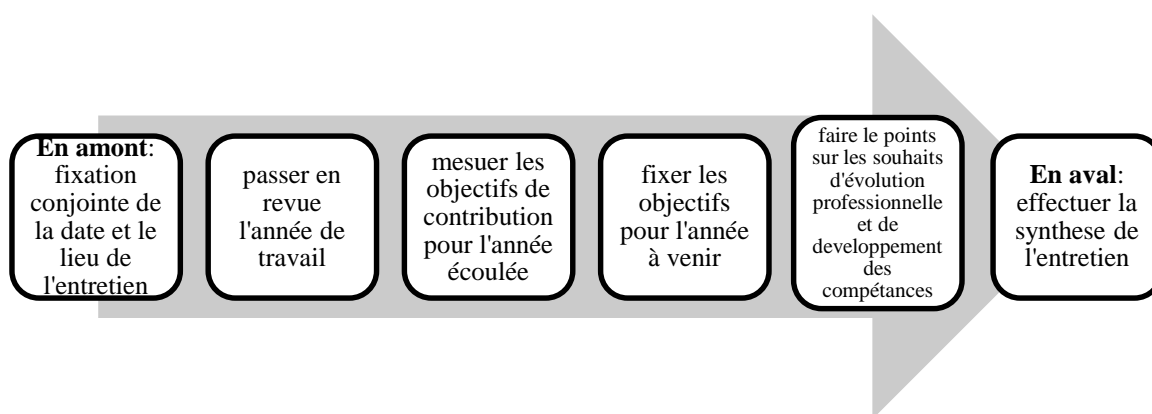 En amont:
fixation
conjointe de
la date et le
lieu de
l'entretien
passer en
revue
l'année de
travail
mesuer les
objectifs de
contribution
pour l'année
écoulée
fixer les
objectifs
pour l'année
à venir
faire le points
sur les souhaits
d'évolution
professionnelle
et de
developpement
des
compétances
En aval:
effectuer la
synthese de
l'entretien